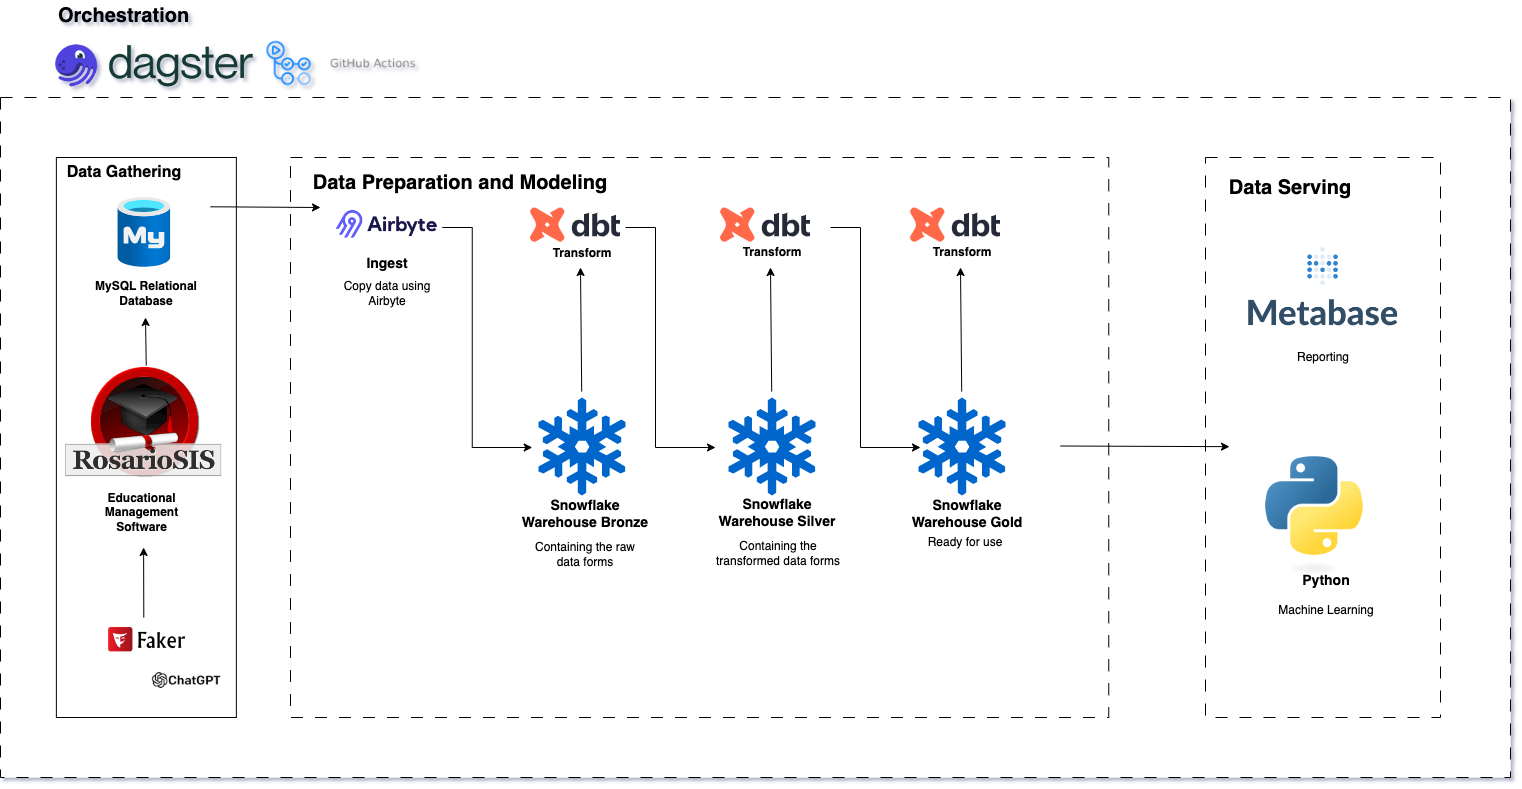 Orchestration
dagster
GitHub Actions
Data Gathering
My
MySQL Relational
Database
RosarioSIS
Educational
Management
Software
Faker
ChatGPT
Data Preparation and Modeling
Airbyte
Ingest
Copy data using
Airbyte
dbt
Transform
dbt
Transform
dbt
Transform
Snowflake
Warehouse Bronze
Containing the raw
data forms
Snowflake
Warehouse Silver
Containing the
transformed data forms
Snowflake
Warehouse Gold
Ready for use
Data Serving
Metabase
Reporting
Python
Machine Learning